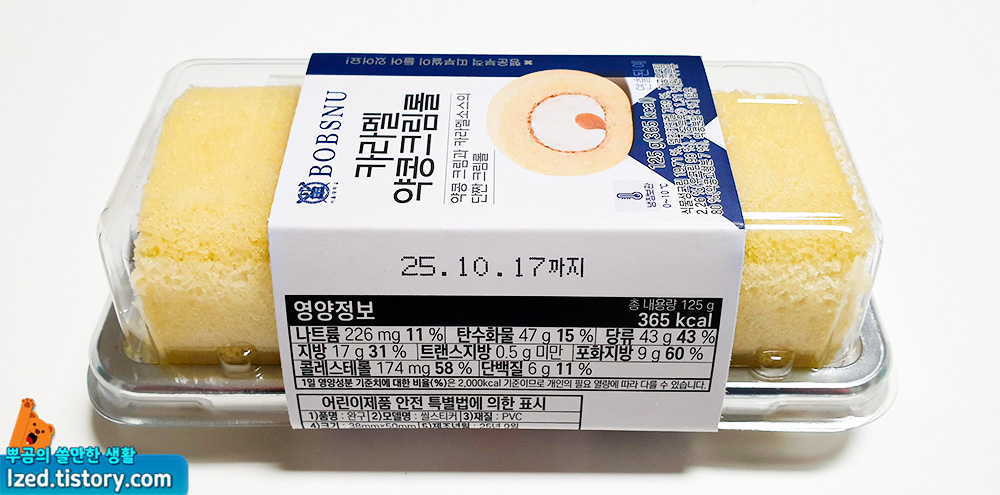 BOBSNU
카라멜
약콩크림롤
약콩 크림과 카라멜소스의
단짠 크림롤
냉장보관
0~10℃
125 g(365 kcal)
25.10.17까지
영양정보
총 내용량 125 g
365 kcal
나트륨 226 mg 11 % 탄수화물 47 g 15 % 당류 43 g 43 %
지방 17 g 31 % 트랜스지방 0.5 g 미만 포화지방 9 g 60 %
콜레스테롤 174 mg 58 % 단백질 6 g 11 %
1일 영양성분 기준치에 대한 비율(%)은 2,000kcal 기준이므로 개인의 필요 열량에 따라 다를 수 있습니다.
어린이제품 안전 특별법에 의한 표시
1)품명 : 완구 2)모델명 : 씰스티커 3)재질 : PVC
뿌곰의 쓸만한 생활
lzed.tistory.com